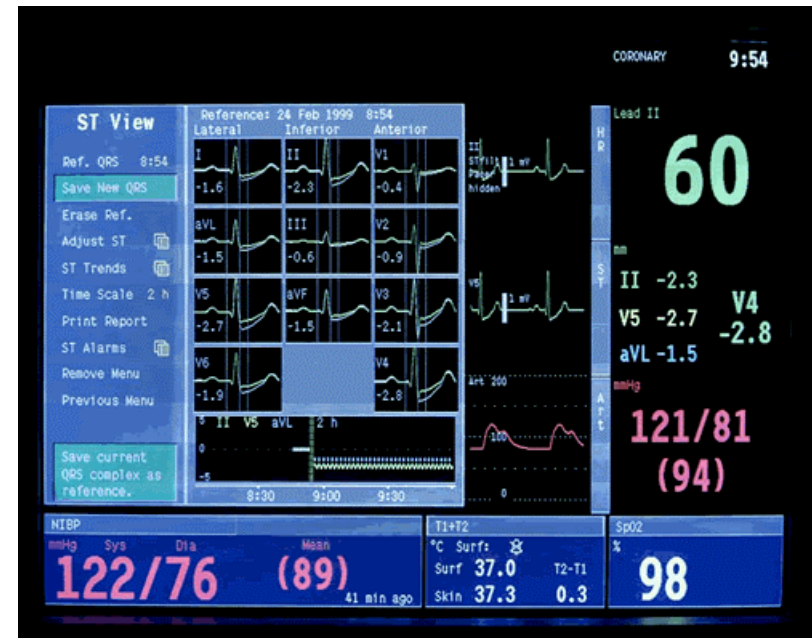 CORONARY 9:54
ST View
Ref. QRS 8:54
Save New QRS
Erase Ref.
Adjust ST
ST Trends
Time Scale 2 h
Print Report
ST Alarms
Remove Menu
Previous Menu
Save current
QRS complex as
reference.
Reference: 24 Feb 1999 8:54
Lateral Inferior Anterior
I II V1
-1.6 -2.3 -0.4
aVL III V2
-1.5 -0.6 -0.9
V5 aVF V3
-2.7 -1.5 -2.1
V6 V4
-1.9 -2.8
5 II V5 aVL 2 h
0
-5
8:30 9:00 9:30
II
1 mV
hidden
V5
1 mV
Art 200
100
0
HR
Lead II
60
ST
mm
II -2.3
V5 -2.7
aVL -1.5
V4
-2.8
Art
mmHg
121/81
(94)
NIBP
mmHg Sys Dia Mean
122/76 (89)
41 min ago
T1+T2
°C Surf:
Surf 37.0 T2-T1
Skin 37.3 0.3
SpO2
%
98